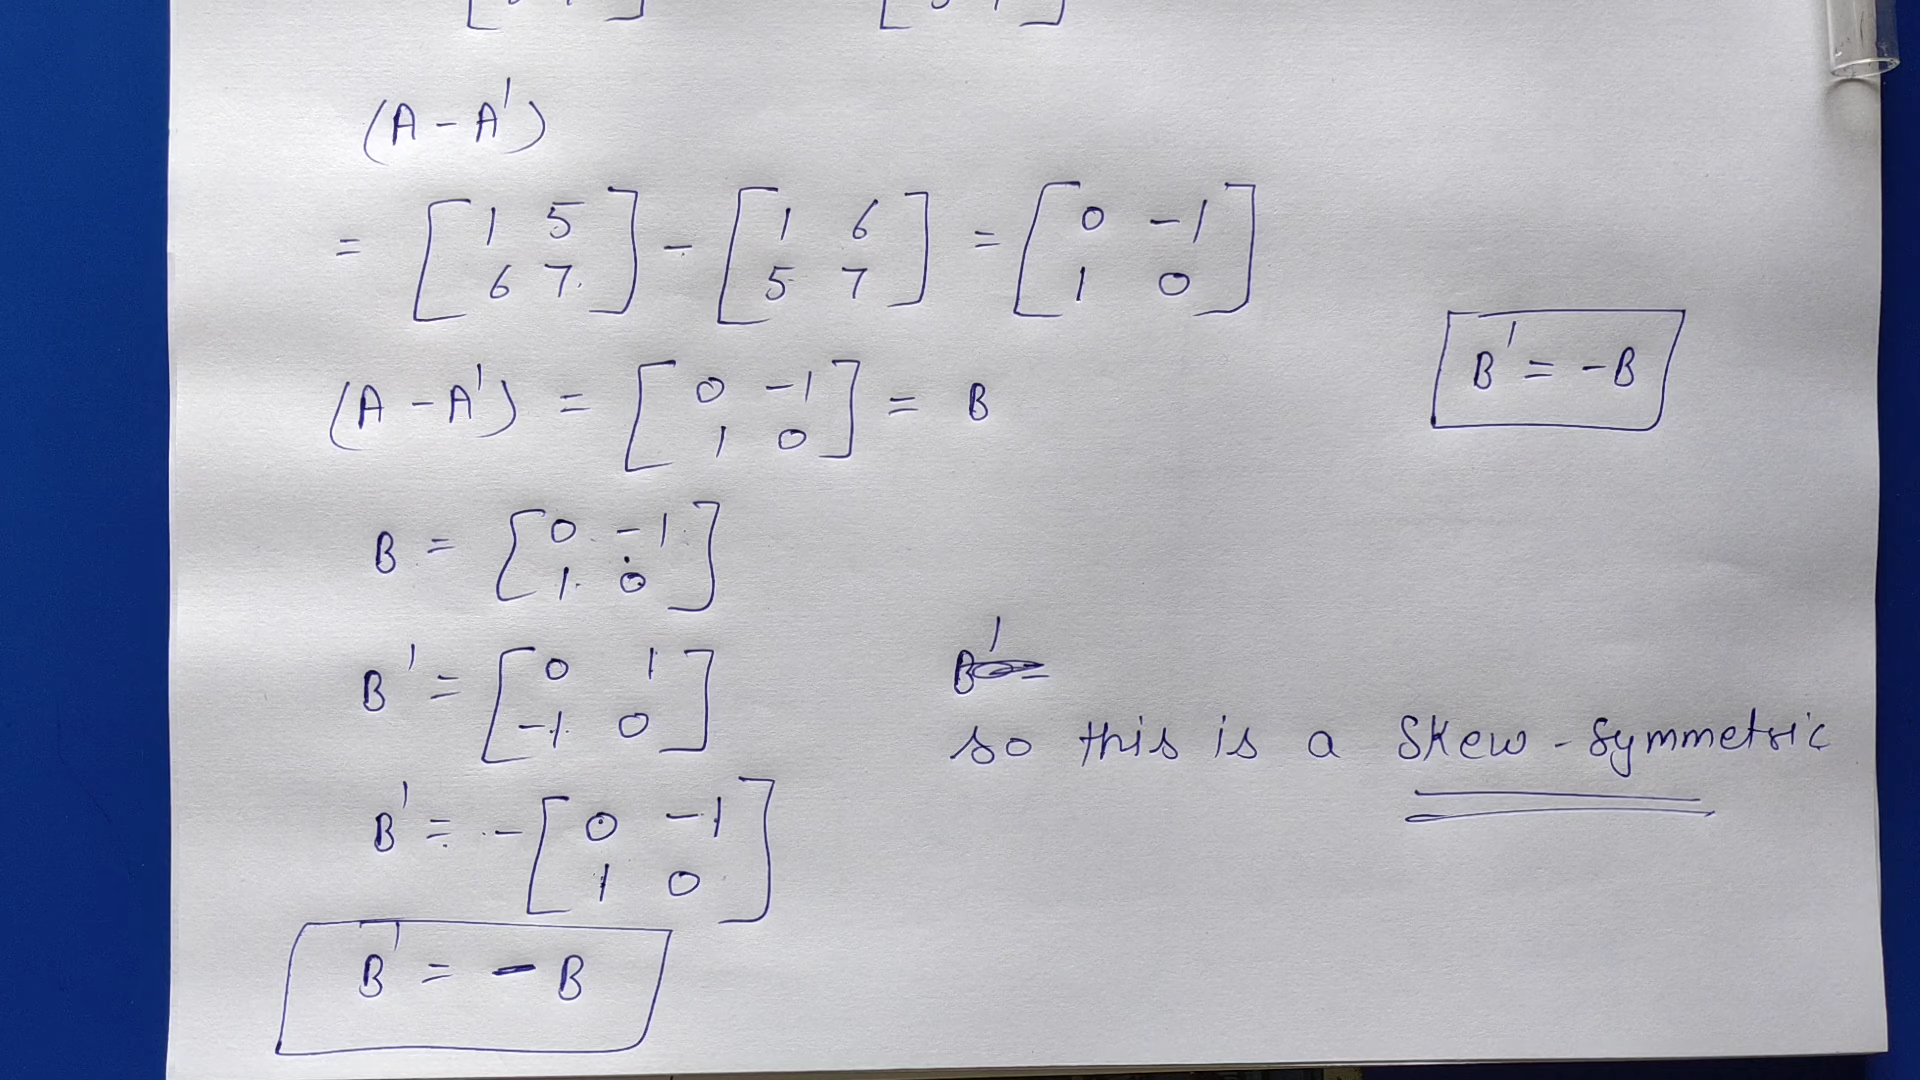 (A - A')
= [1 5; 6 7] - [1 6; 5 7] = [0 -1; 1 0]
B' = -B
(A - A') = [0 -1; 1 0] = B
B = [0 -1; 1 0]
B' = [0 1; -1 0]
so this is a Skew-Symmetric
B' = -[0 -1; 1 0]
B' = - B